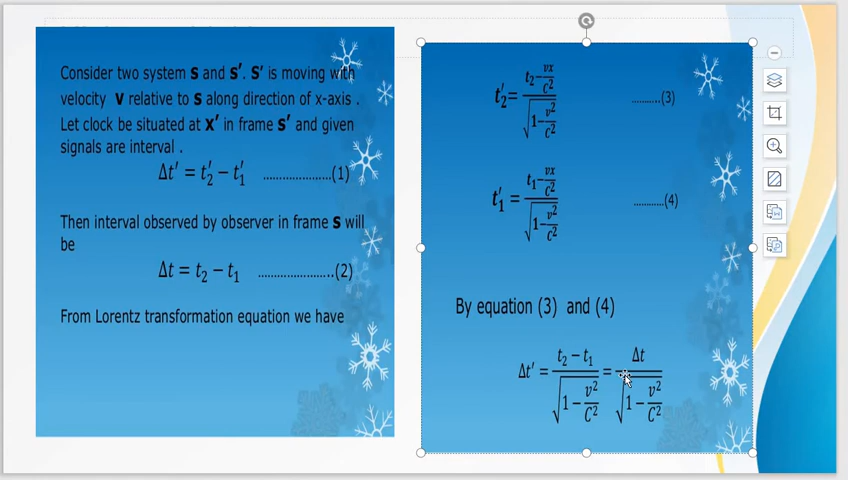 Consider two system S and S′. S′ is moving with
velocity V relative to S along direction of x-axis .
Let clock be situated at X′ in frame S′ and given
signals are interval .
Δt′ = t₂′ − t₁′ ....................(1)
Then interval observed by observer in frame S will
be
Δt = t₂ − t₁ ......................(2)
From Lorentz transformation equation we have
t₂′ = (t₂ − vx/C²) / √(1 − v²/C²) ...........(3)
t₁′ = (t₁ − vx/C²) / √(1 − v²/C²) ............(4)
By equation (3) and (4)
Δt′ = (t₂ − t₁) / √(1 − v²/C²) = Δt / √(1 − v²/C²)